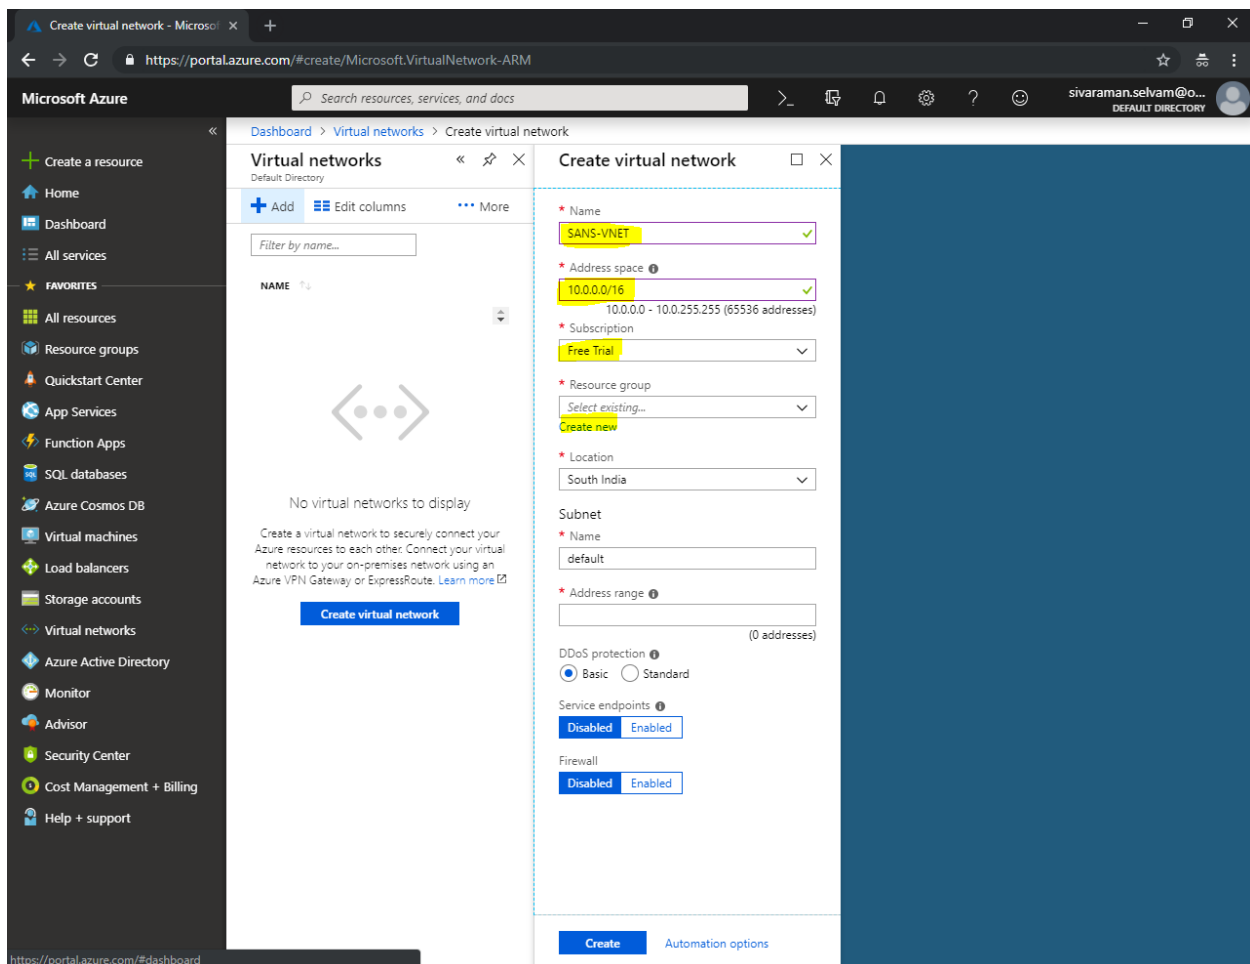 Create virtual network - Microsof
https://portal.azure.com/#create/Microsoft.VirtualNetwork-ARM
Microsoft Azure
Search resources, services, and docs
sivaraman.selvam@o...
DEFAULT DIRECTORY
Create a resource
Home
Dashboard
All services
FAVORITES
All resources
Resource groups
Quickstart Center
App Services
Function Apps
SQL databases
Azure Cosmos DB
Virtual machines
Load balancers
Storage accounts
Virtual networks
Azure Active Directory
Monitor
Advisor
Security Center
Cost Management + Billing
Help + support
https://portal.azure.com/#dashboard
Dashboard > Virtual networks > Create virtual network
Virtual networks
Default Directory
Add Edit columns ••• More
Filter by name...
NAME
No virtual networks to display
Create a virtual network to securely connect your
Azure resources to each other. Connect your virtual
network to your on-premises network using an
Azure VPN Gateway or ExpressRoute. Learn more
Create virtual network
Create virtual network
* Name
SANS-VNET
* Address space
10.0.0.0/16
10.0.0.0 - 10.0.255.255 (65536 addresses)
* Subscription
Free Trial
* Resource group
Select existing...
Create new
* Location
South India
Subnet
* Name
default
* Address range
(0 addresses)
DDoS protection
Basic Standard
Service endpoints
Disabled Enabled
Firewall
Disabled Enabled
Create Automation options